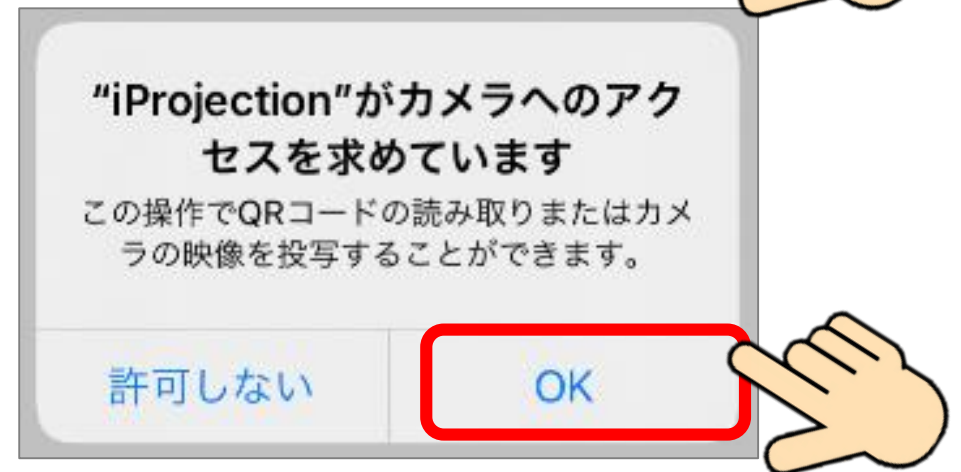 “iProjection”がカメラへのアク
セスを求めています
この操作でQRコードの読み取りまたはカメ
ラの映像を投写することができます。
許可しない
OK